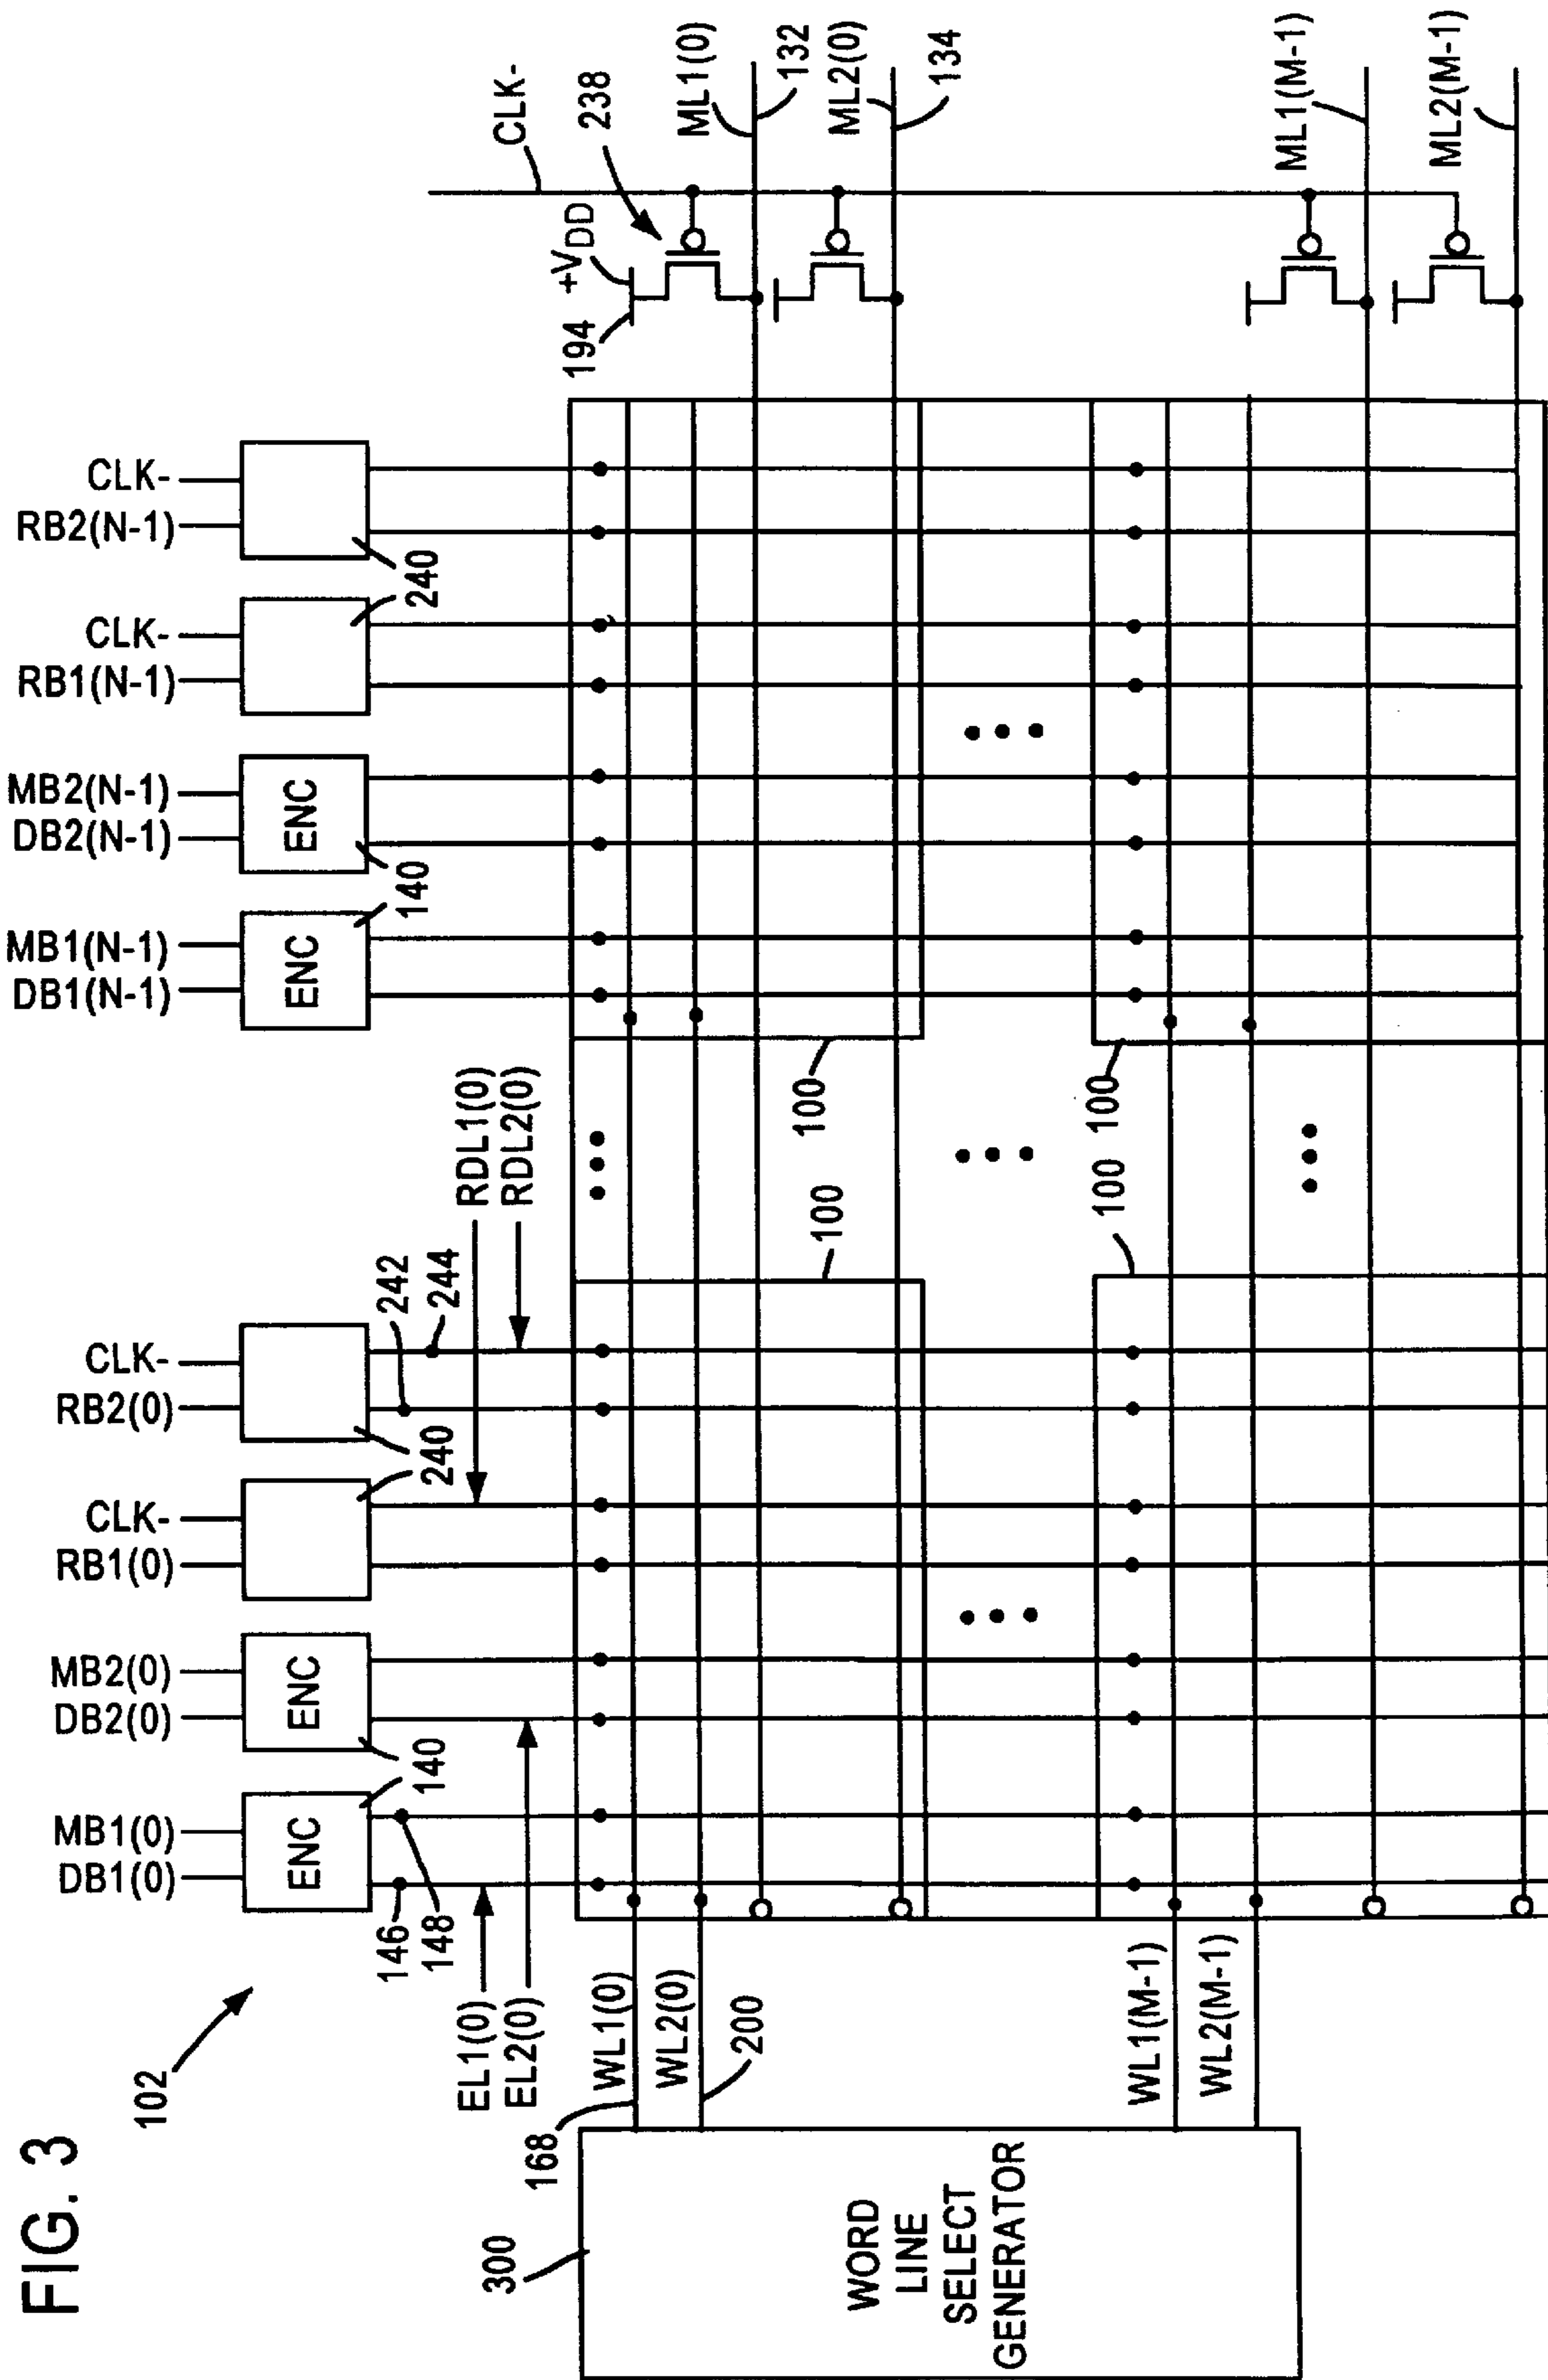 FIG. 3
102
300
WORD
LINE
SELECT
GENERATOR
168
200
WL1(0)
WL2(0)
WL1(M-1)
WL2(M-1)
EL1(0)
EL2(0)
146
148
DB1(0)
MB1(0)
ENC
140
DB2(0)
MB2(0)
ENC
RB1(0)
CLK-
240
RB2(0)
CLK-
242
244
RDL1(0)
RDL2(0)
100
100
100
100
DB1(N-1)
MB1(N-1)
ENC
140
DB2(N-1)
MB2(N-1)
ENC
RB1(N-1)
CLK-
240
RB2(N-1)
CLK-
194
+VDD
238
CLK-
ML1(0)
132
ML2(0)
134
ML1(M-1)
ML2(M-1)